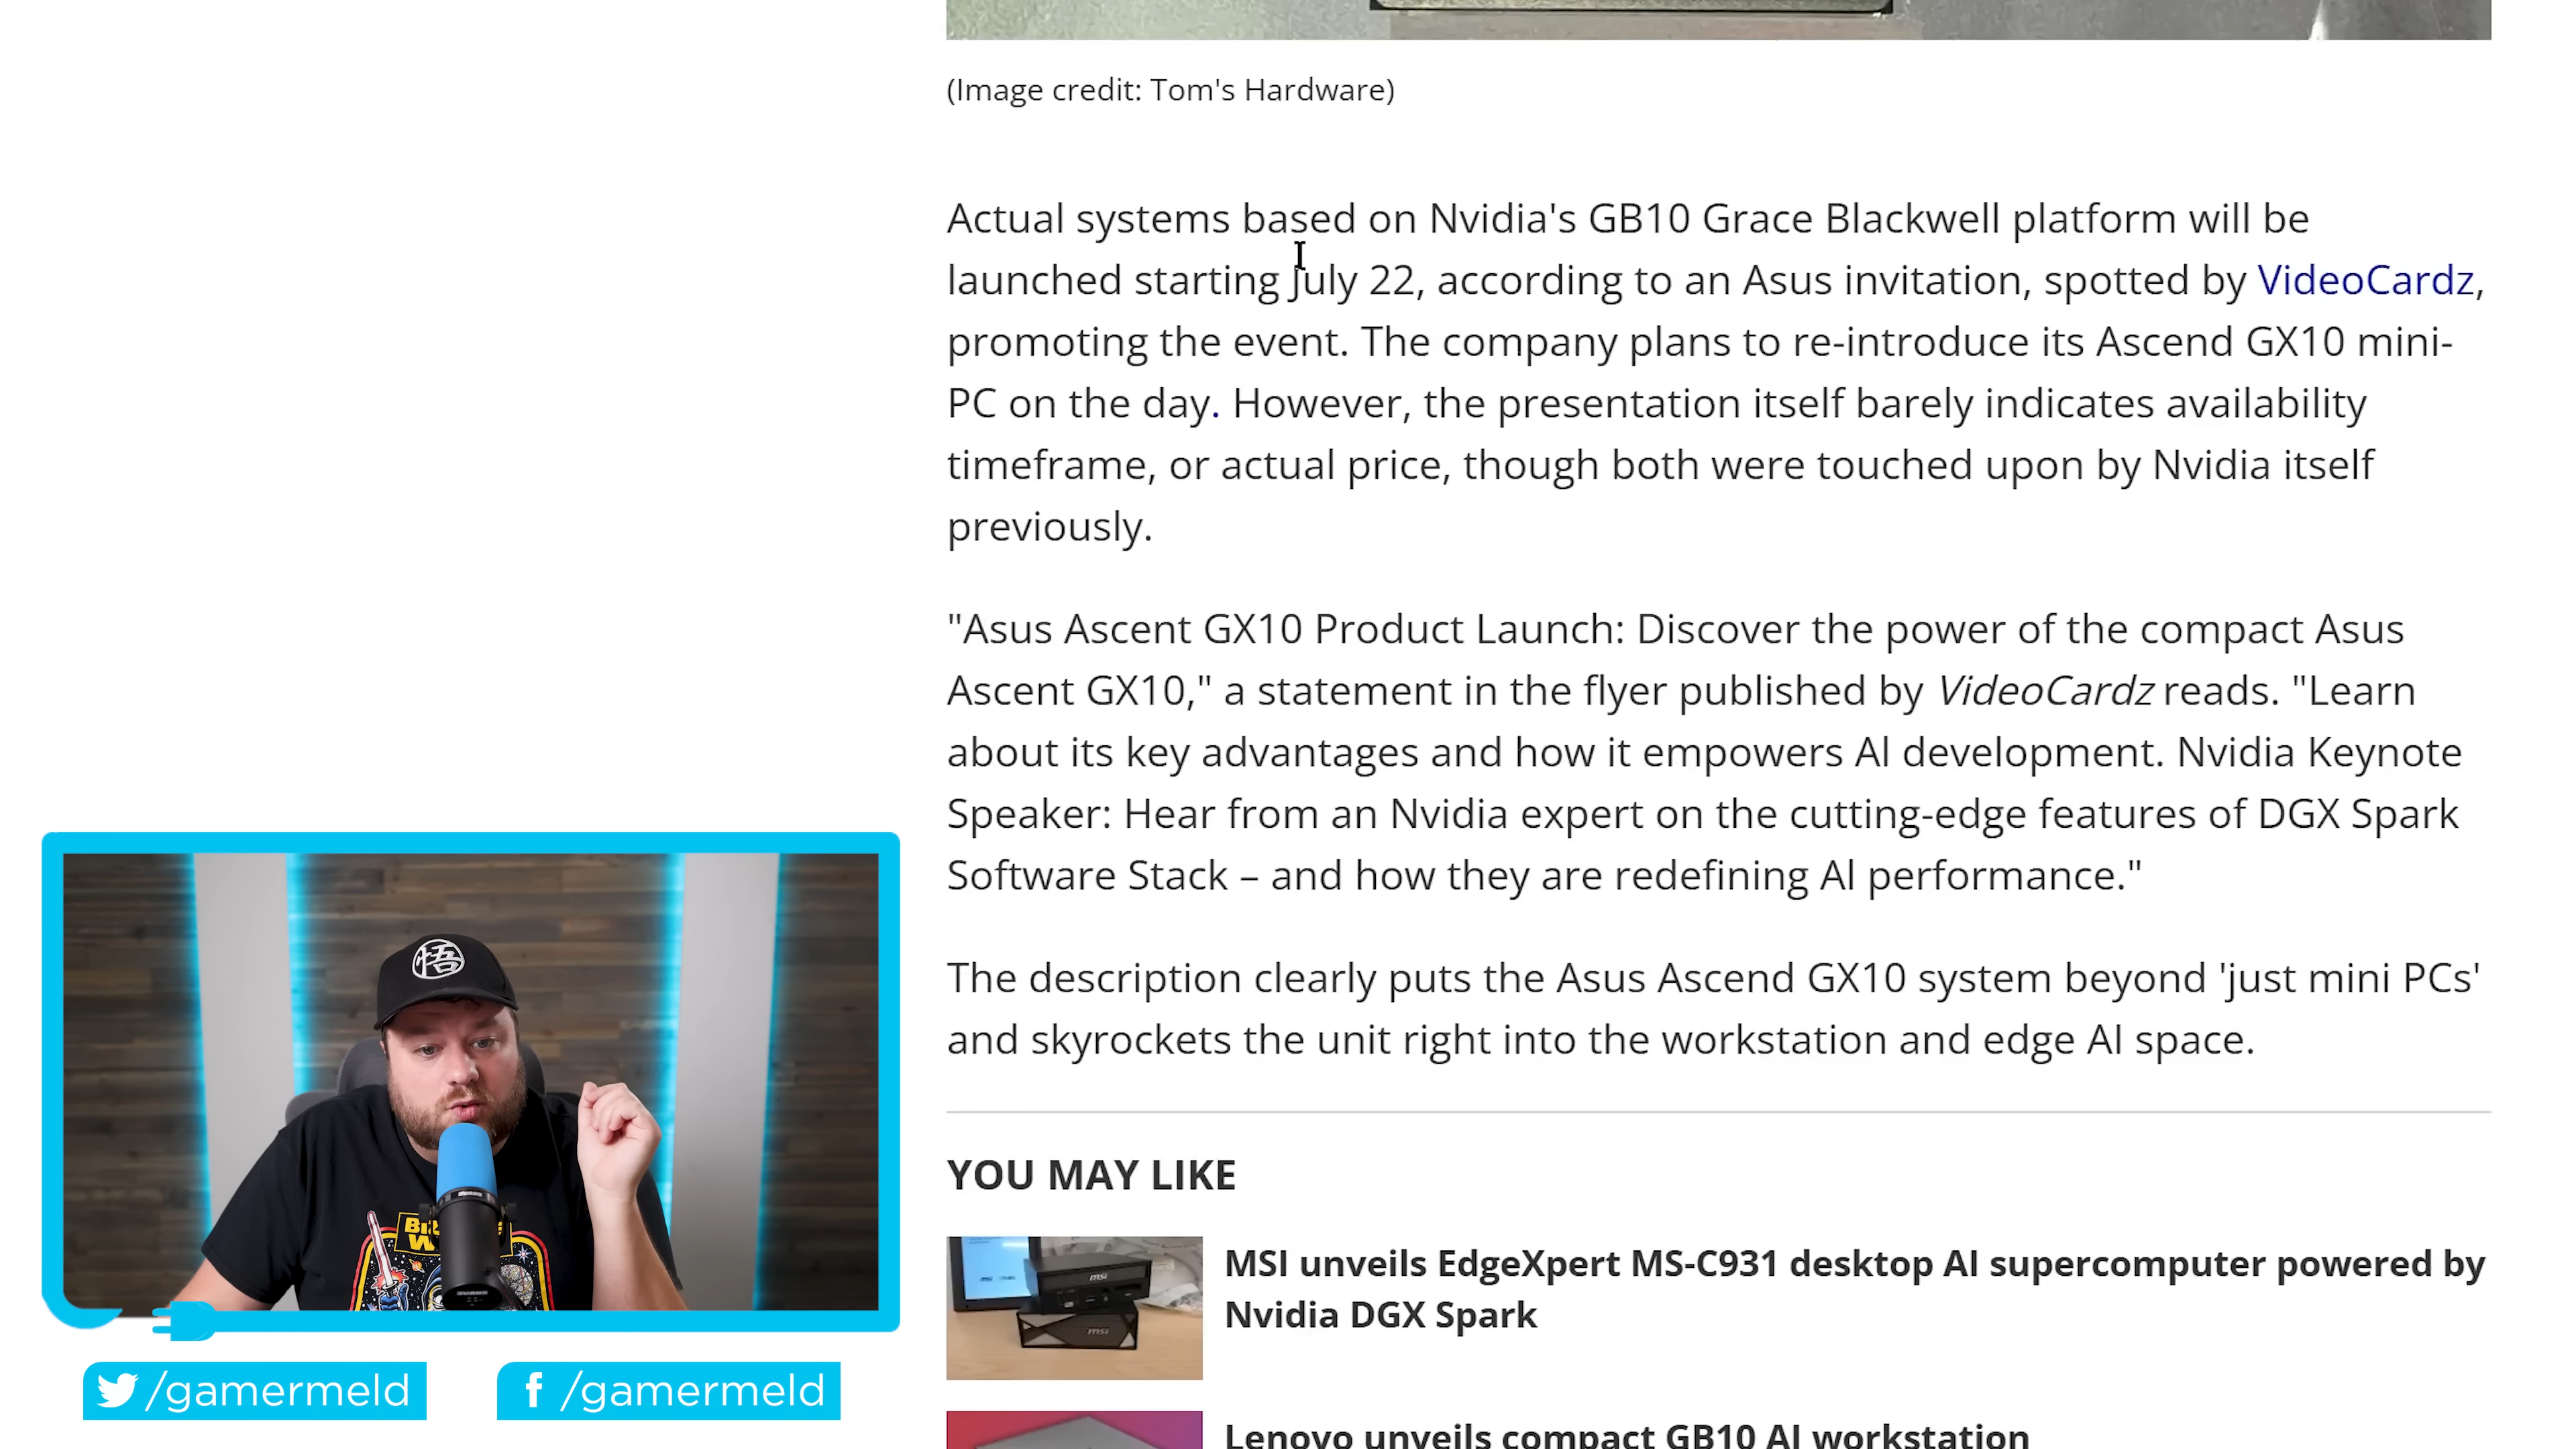 (Image credit: Tom's Hardware)
Actual systems based on Nvidia's GB10 Grace Blackwell platform will be
launched starting July 22, according to an Asus invitation, spotted by VideoCardz,
promoting the event. The company plans to re-introduce its Ascend GX10 mini-
PC on the day. However, the presentation itself barely indicates availability
timeframe, or actual price, though both were touched upon by Nvidia itself
previously.
"Asus Ascent GX10 Product Launch: Discover the power of the compact Asus
Ascent GX10," a statement in the flyer published by VideoCardz reads. "Learn
about its key advantages and how it empowers AI development. Nvidia Keynote
Speaker: Hear from an Nvidia expert on the cutting-edge features of DGX Spark
Software Stack – and how they are redefining AI performance."
The description clearly puts the Asus Ascend GX10 system beyond 'just mini PCs'
and skyrockets the unit right into the workstation and edge AI space.
YOU MAY LIKE
msi
msi
MSI unveils EdgeXpert MS-C931 desktop AI supercomputer powered by
Nvidia DGX Spark
Lenovo unveils compact GB10 AI workstation
悟
/gamermeld
/gamermeld